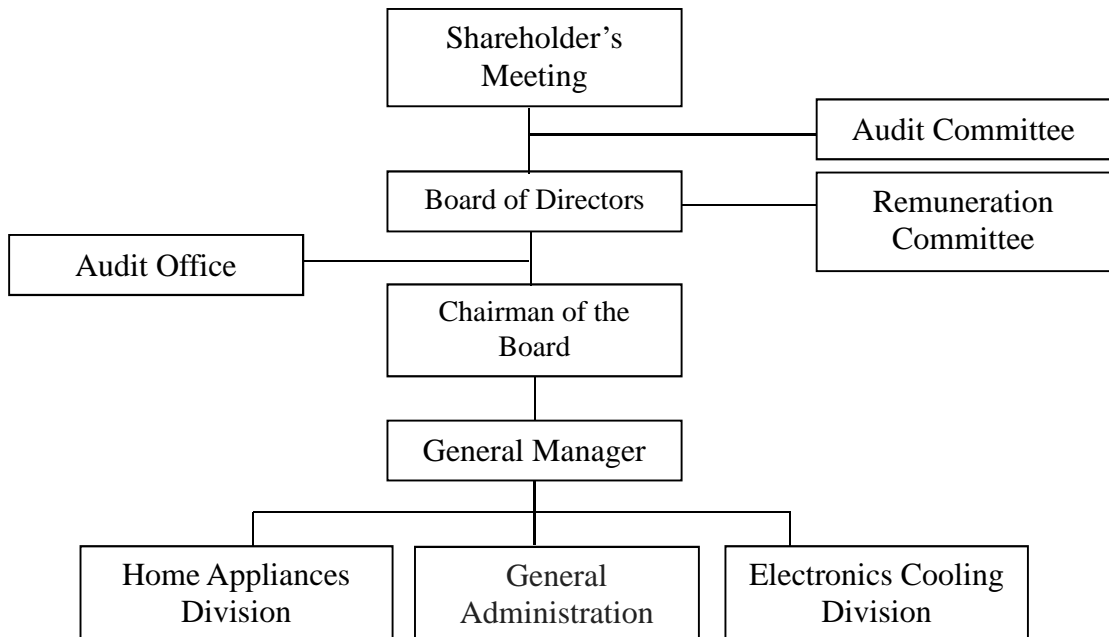 Shareholder’s
Meeting
Audit Committee
Board of Directors
Remuneration
Committee
Audit Office
Chairman of the
Board
General Manager
Home Appliances
Division
General
Administration
Electronics Cooling
Division